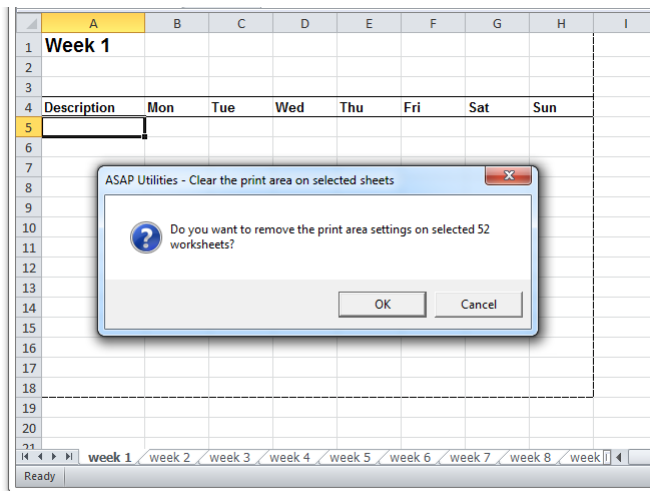 A B C D E F G H I
1 Week 1
2
3
4 Description Mon Tue Wed Thu Fri Sat Sun
5
6
7
ASAP Utilities - Clear the print area on selected sheets
8
9
10 Do you want to remove the print area settings on selected 52
11 worksheets?
12
13
14 OK Cancel
15
16
17
18
19
20
21
week 1 week 2 week 3 week 4 week 5 week 6 week 7 week 8 week
Ready